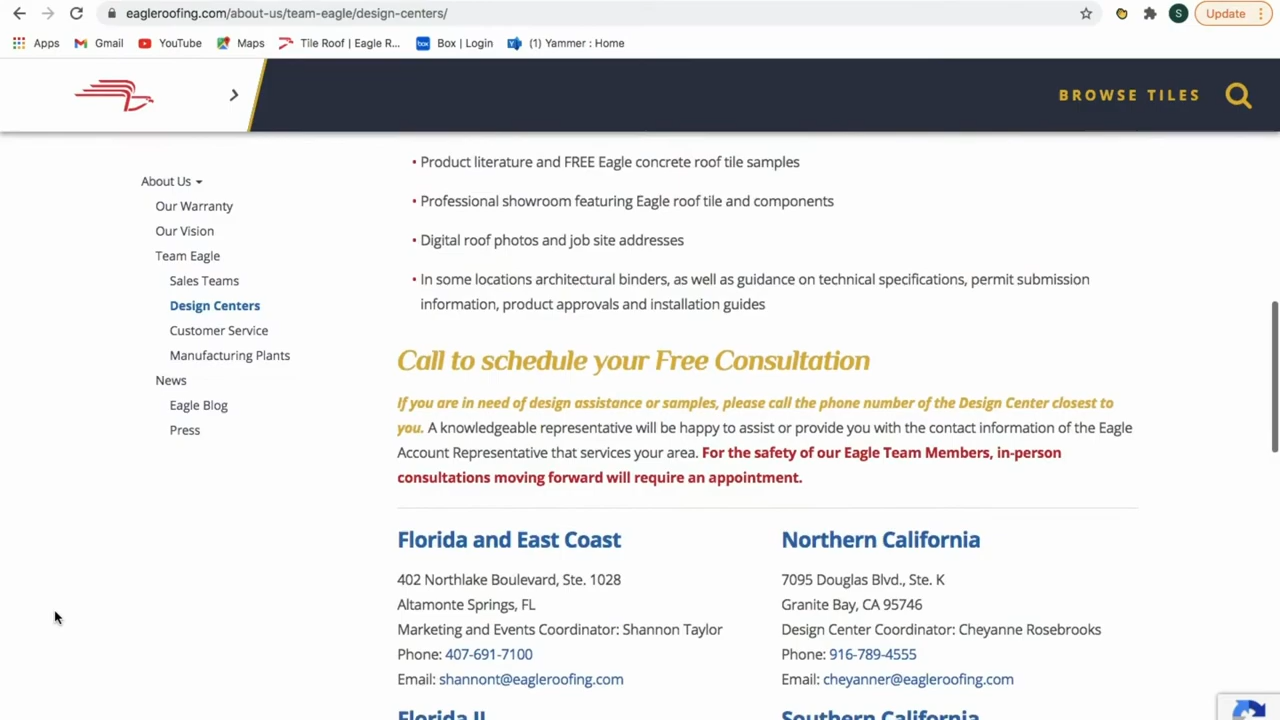 eagleroofing.com/about-us/team-eagle/design-centers/
S
Update
Apps
Gmail
YouTube
Maps
Tile Roof | Eagle R...
box
Box | Login
(1) Yammer : Home
BROWSE TILES
About Us
Our Warranty
Our Vision
Team Eagle
Sales Teams
Design Centers
Customer Service
Manufacturing Plants
News
Eagle Blog
Press
• Product literature and FREE Eagle concrete roof tile samples
• Professional showroom featuring Eagle roof tile and components
• Digital roof photos and job site addresses
• In some locations architectural binders, as well as guidance on technical specifications, permit submission
information, product approvals and installation guides
Call to schedule your Free Consultation
If you are in need of design assistance or samples, please call the phone number of the Design Center closest to
you. A knowledgeable representative will be happy to assist or provide you with the contact information of the Eagle
Account Representative that services your area. For the safety of our Eagle Team Members, in-person
consultations moving forward will require an appointment.
Florida and East Coast
402 Northlake Boulevard, Ste. 1028
Altamonte Springs, FL
Marketing and Events Coordinator: Shannon Taylor
Phone: 407-691-7100
Email: shannont@eagleroofing.com
Northern California
7095 Douglas Blvd., Ste. K
Granite Bay, CA 95746
Design Center Coordinator: Cheyanne Rosebrooks
Phone: 916-789-4555
Email: cheyanner@eagleroofing.com
Florida II
Southern California